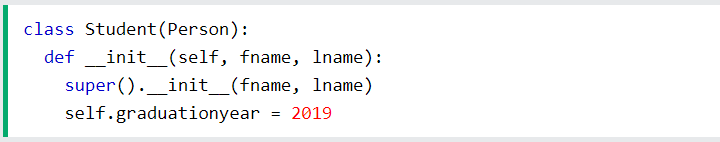 class Student(Person):
  def __init__(self, fname, lname):
    super().__init__(fname, lname)
    self.graduationyear = 2019